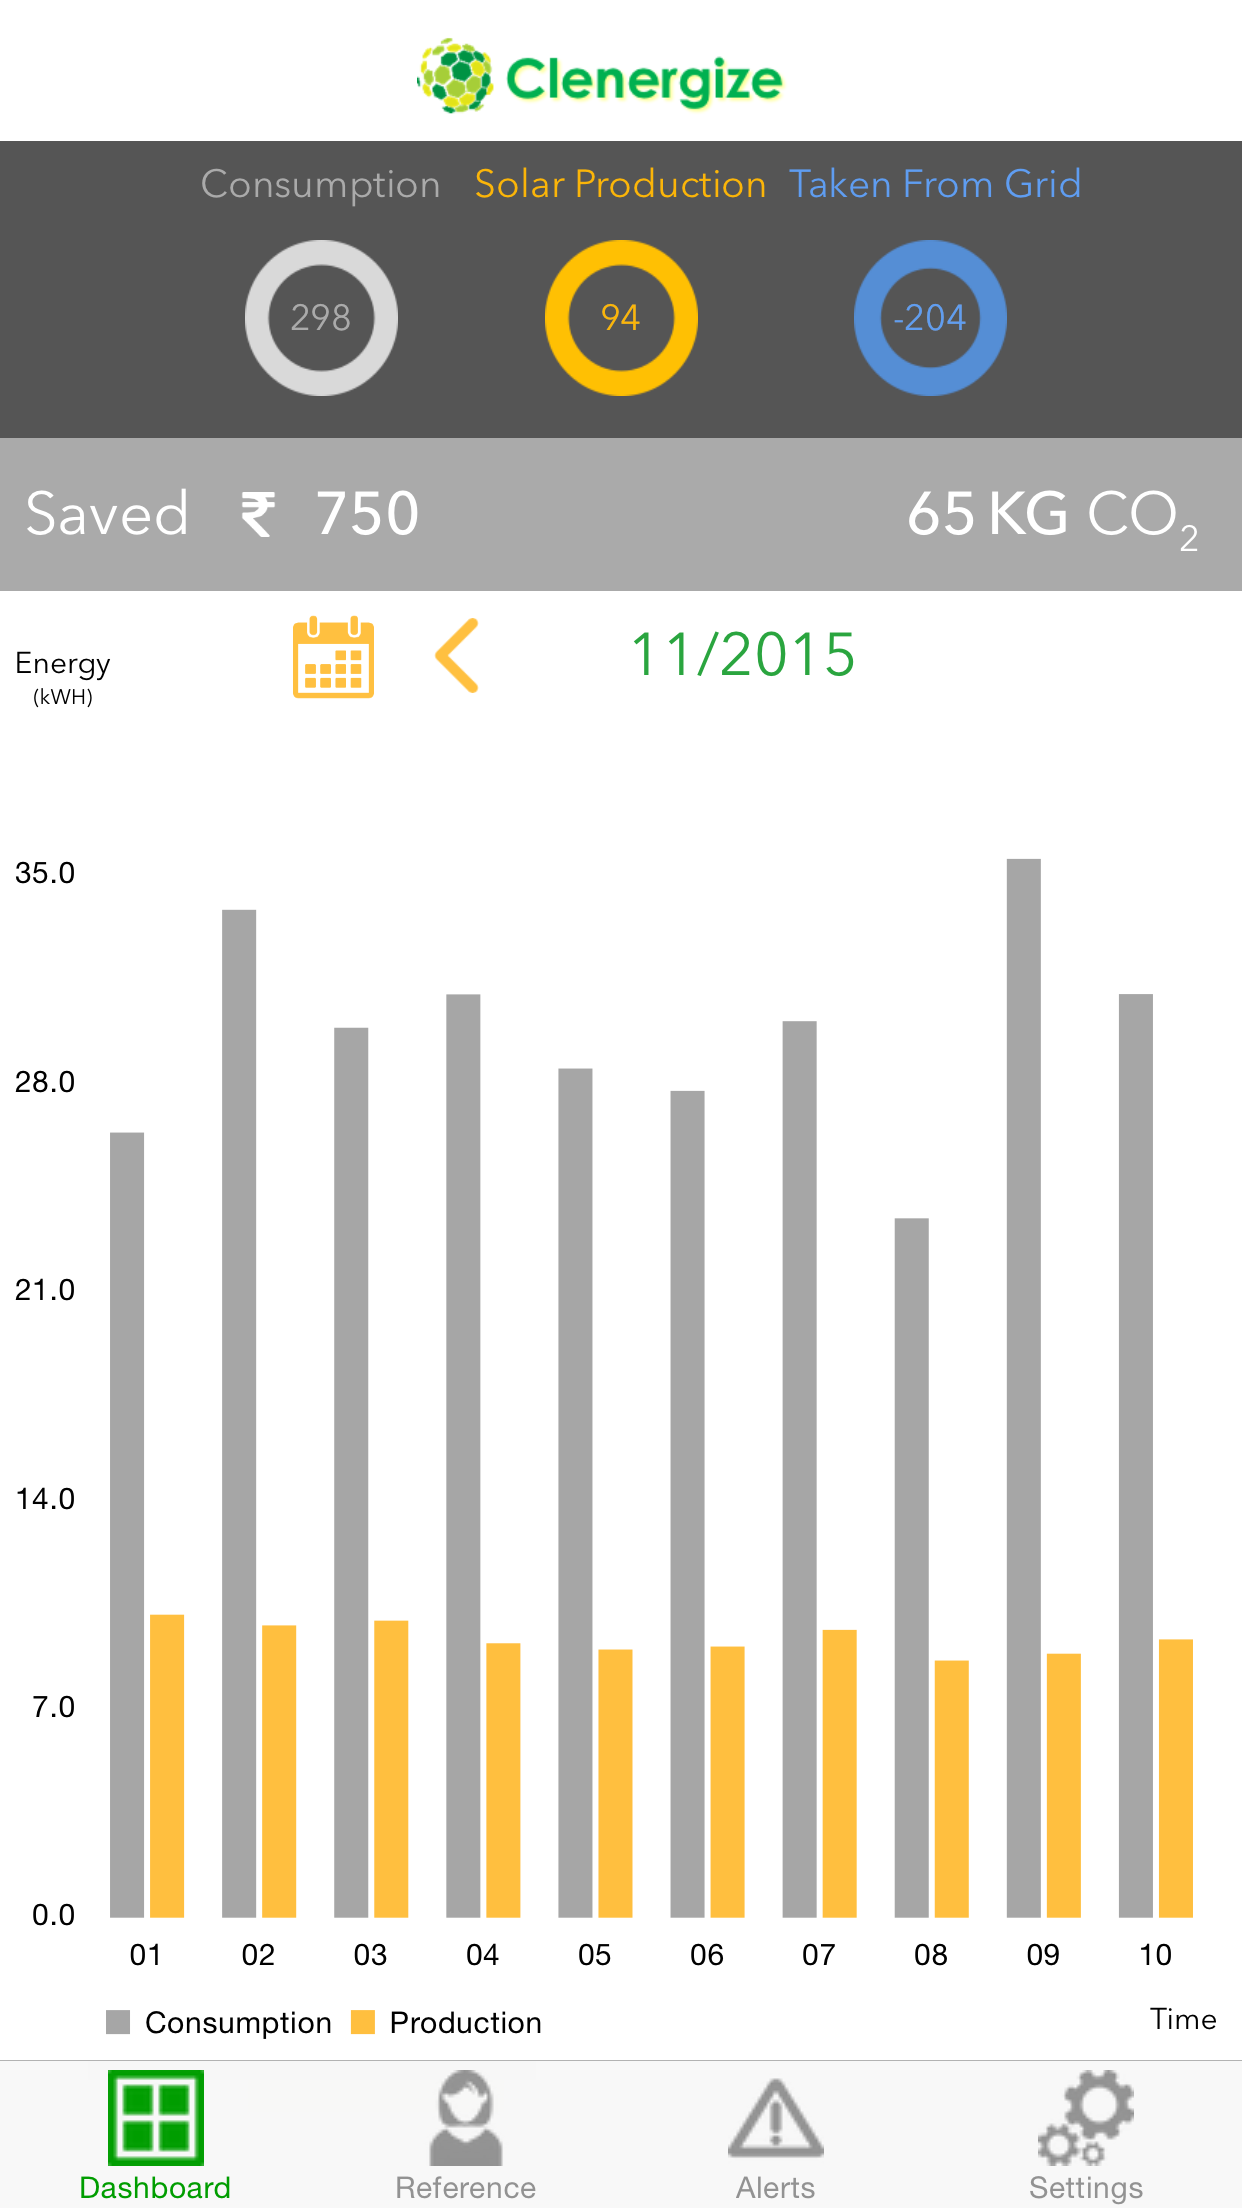 Clenergize
Consumption Solar Production Taken From Grid
298 94 -204
Saved ₹ 750 65 KG CO₂
Energy
(kWH)
11/2015
35.0
28.0
21.0
14.0
7.0
0.0
01 02 03 04 05 06 07 08 09 10
Consumption Production
Time
Dashboard Reference Alerts Settings